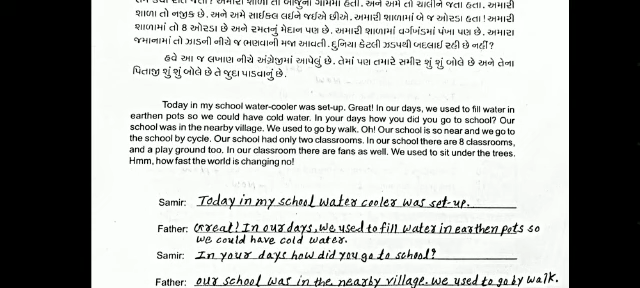 શાળા તો નજીક છે. અને અમે સાઈકલ લઈને જઈએ છીએ. અમારી શાળામાં બે જ ઓરડા હતા ! અમારી
શાળામાં તો 8 ઓરડા છે અને રમતનું મેદાન પણ છે. અમારી શાળામાં વર્ગખંડમાં પંખા પણ છે. અમારા
જમાનામાં તો ઝાડની નીચે જ ભણવાની મજા આવતી. દુનિયા કેટલી ઝડપથી બદલાઈ રહી છે નહીં?
હવે આ જ લખાણ નીચે અંગ્રેજીમાં આપેલું છે. તેમાં પણ તમારે સમીર શું શું બોલે છે અને તેના
પિતાજી શું શું બોલે છે તે જુદા પાડવાનું છે.
Today in my school water-cooler was set-up. Great! In our days, we used to fill water in
earthen pots so we could have cold water. In your days how did you go to school? Our
school was in the nearby village. We used to go by walk. Oh! Our school is so near and we go to
the school by cycle. Our school had only two classrooms. In our school there are 8 classrooms,
and a play ground too. In our classroom there are fans as well. We used to sit under the trees.
Hmm, how fast the world is changing no!
Samir: Today in my school water cooler was set-up.
Father: Great! In our days, we used to fill water in earthen pots so
we could have cold water.
Samir: In your days how did you go to school?
Father: our school was in the nearby village. we used to go by walk.